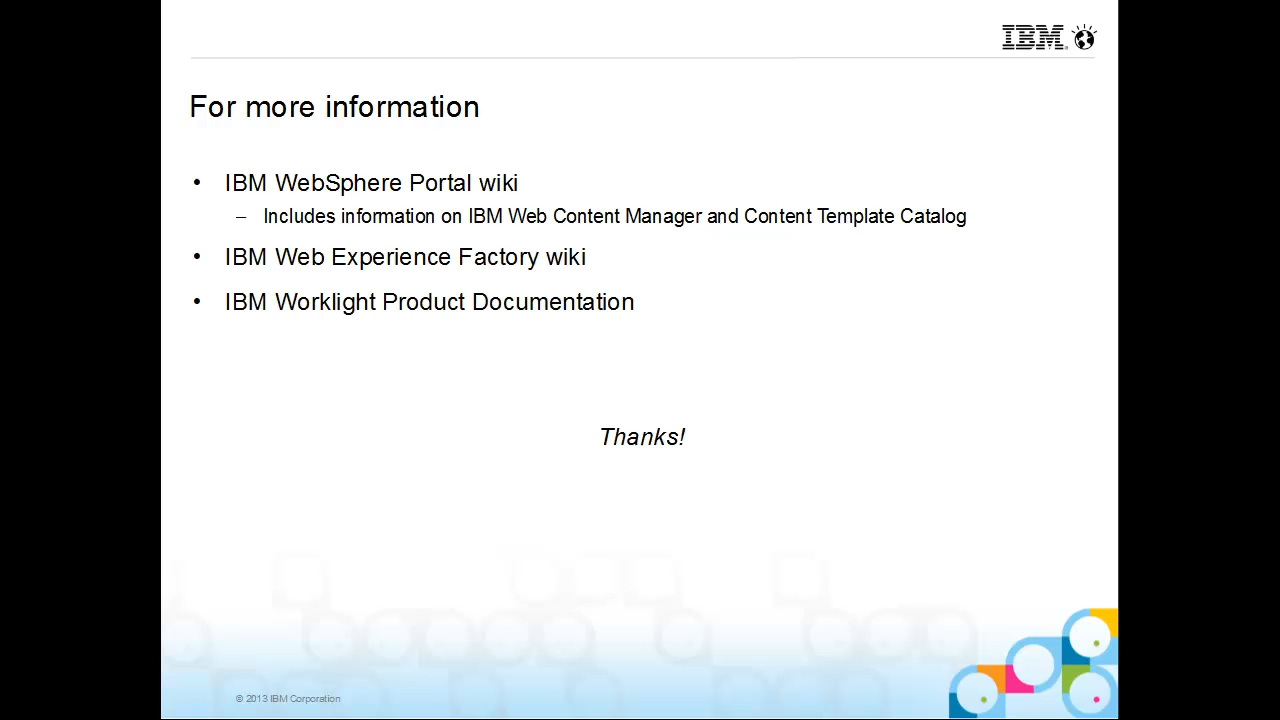 IBM
For more information
• IBM WebSphere Portal wiki
– Includes information on IBM Web Content Manager and Content Template Catalog
• IBM Web Experience Factory wiki
• IBM Worklight Product Documentation
Thanks!
© 2013 IBM Corporation